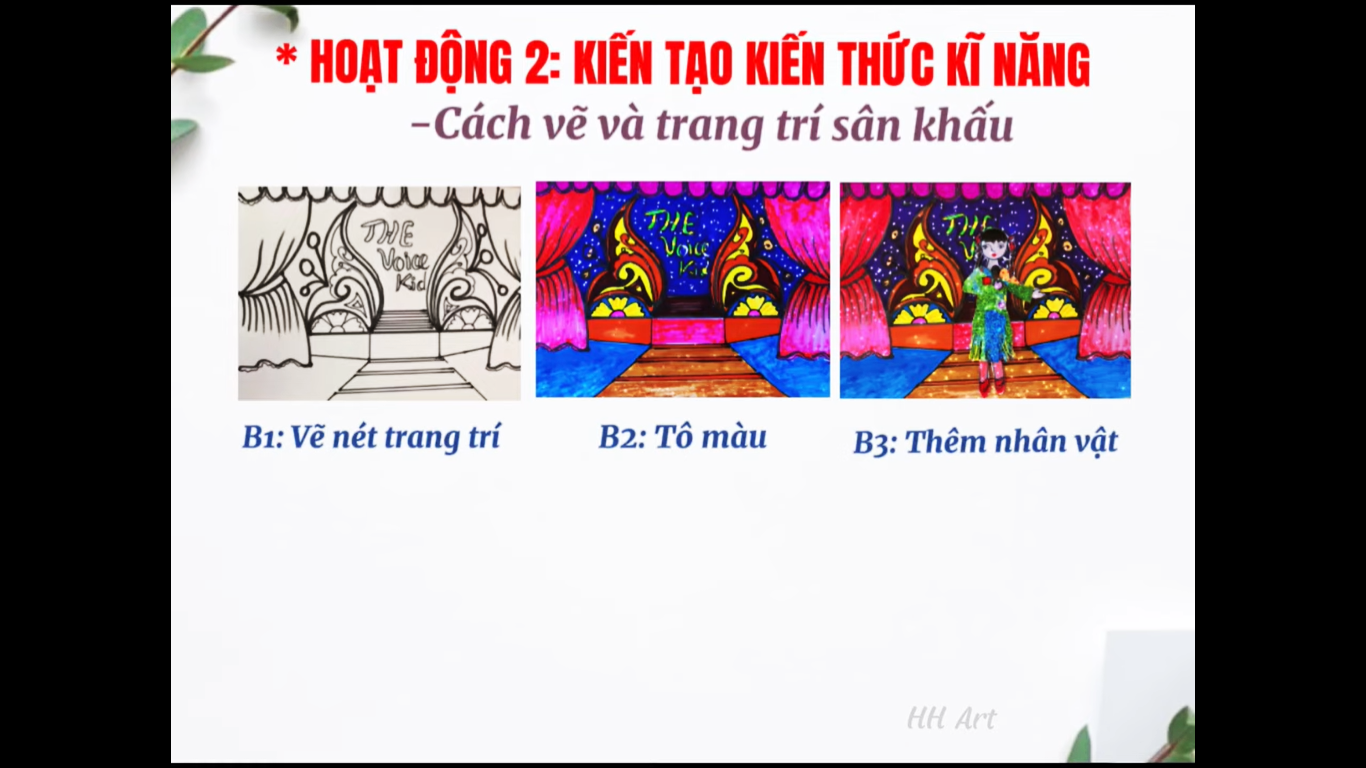 * HOẠT ĐỘNG 2: KIẾN TẠO KIẾN THỨC KĨ NĂNG
-Cách vẽ và trang trí sân khấu
THE
Voice
Kid
THE
Voice
Kid
TH
V
B1: Vẽ nét trang trí
B2: Tô màu
B3: Thêm nhân vật
HH Art